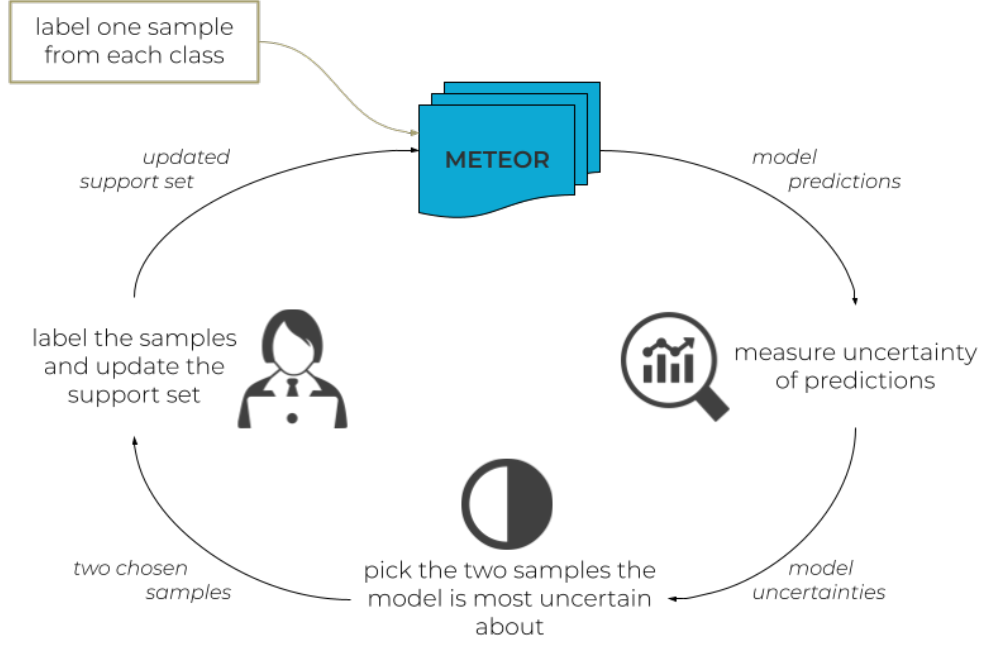 label one sample
from each class
METEOR
updated
support set
model
predictions
label the samples
and update the
support set
measure uncertainty
of predictions
two chosen
samples
pick the two samples the
model is most uncertain
about
model
uncertainties